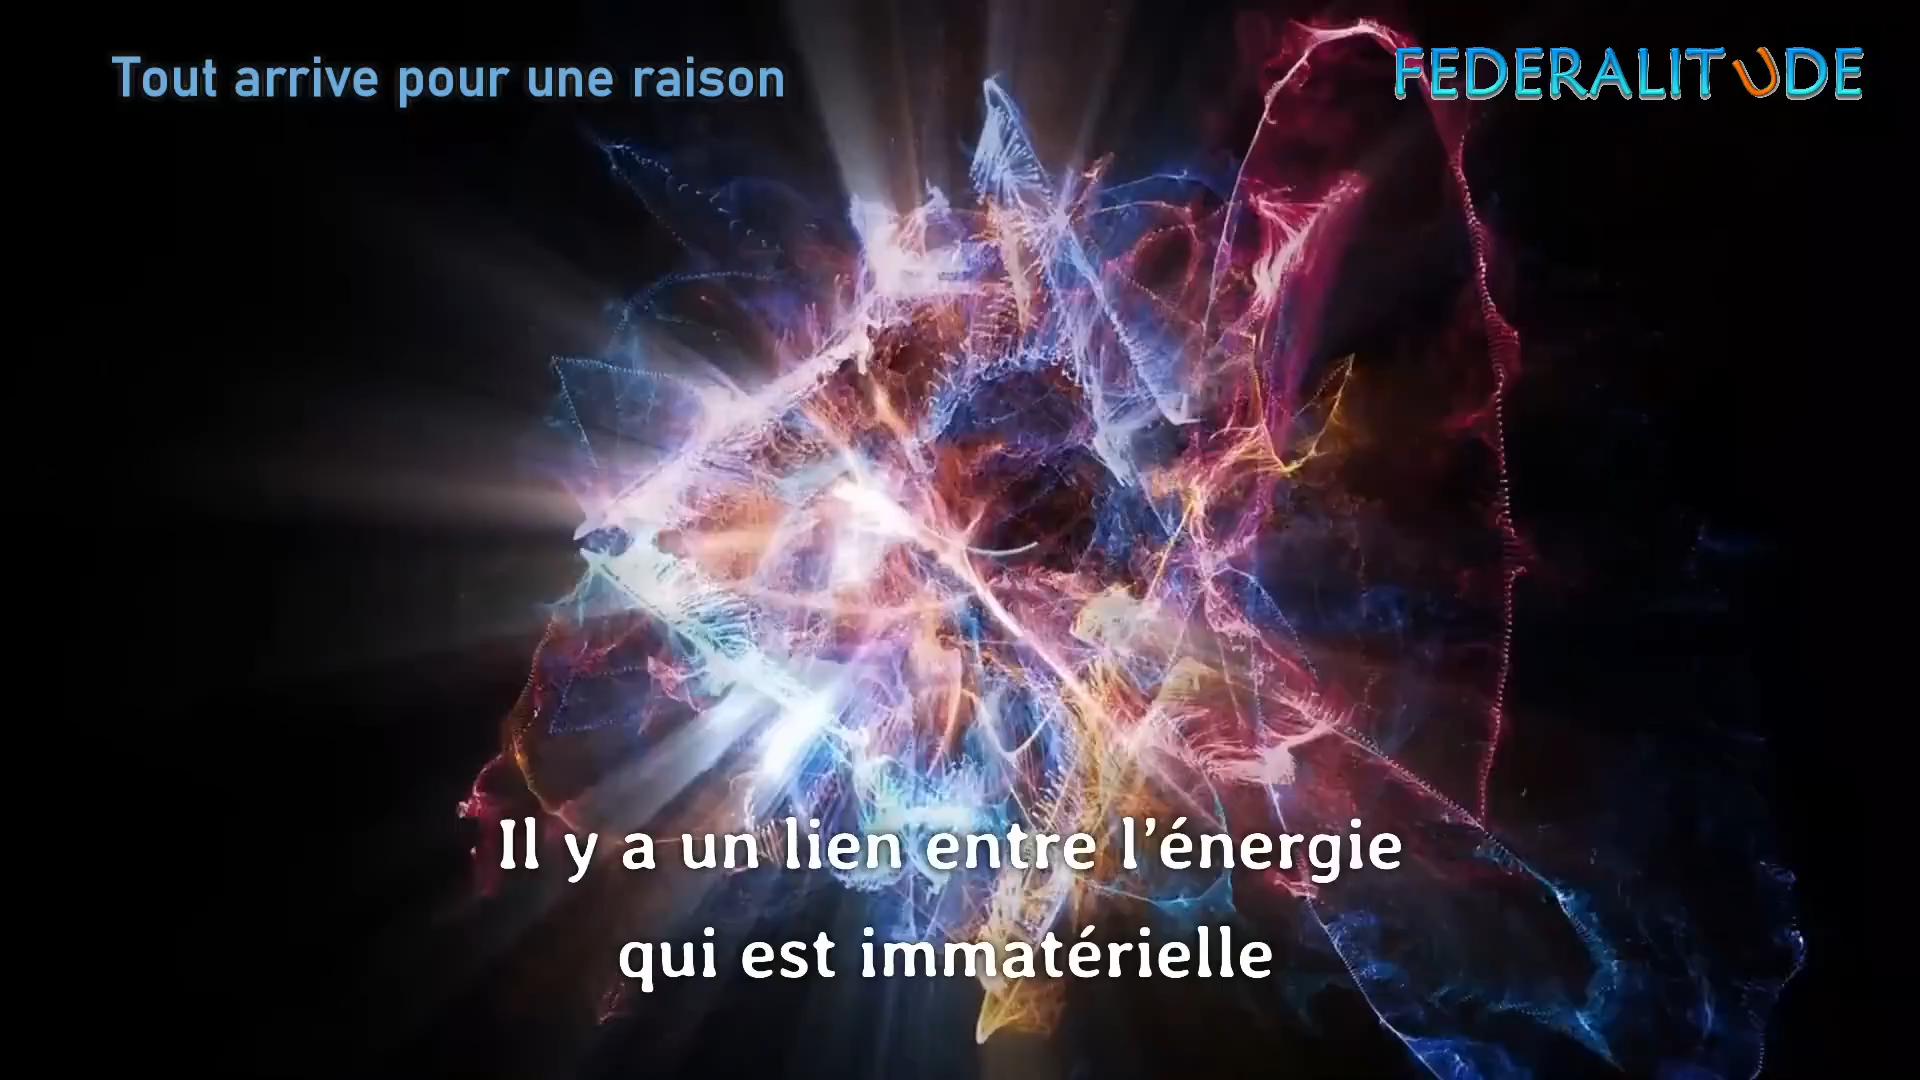 Tout arrive pour une raison
FEDERALITUDE
Il y a un lien entre l’énergie
qui est immatérielle